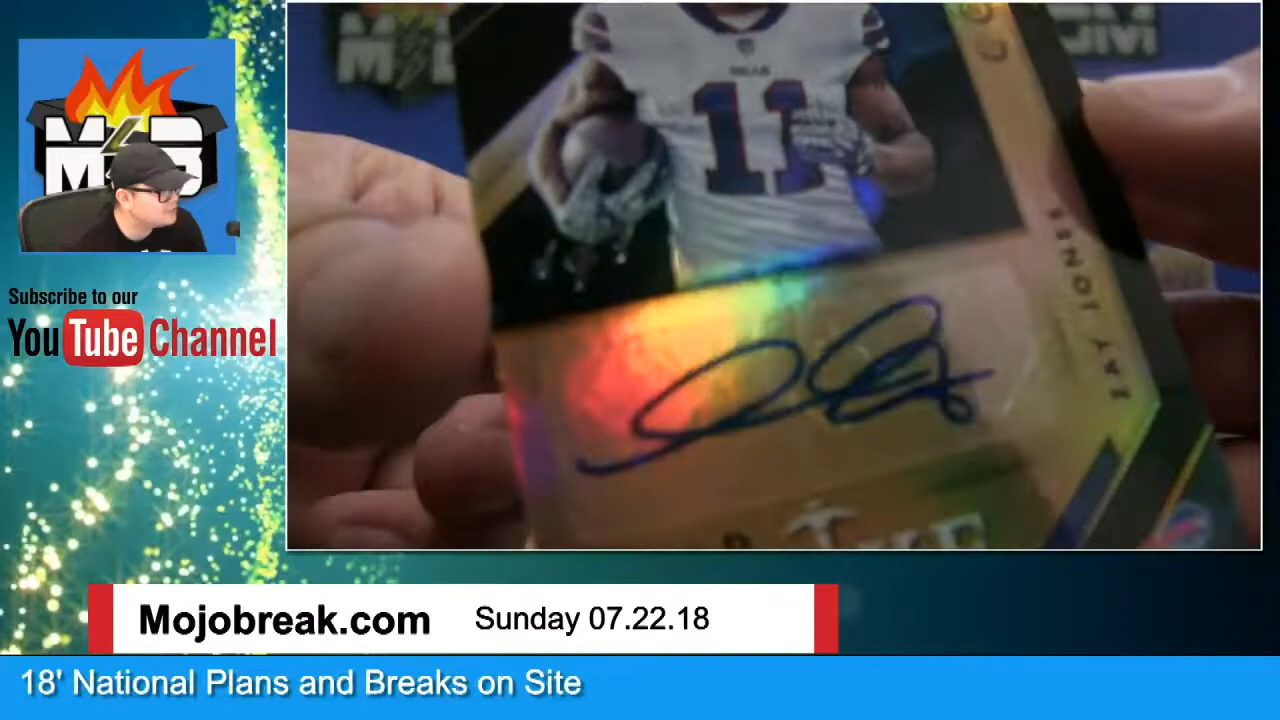 Subscribe to our
YouTube Channel
BILLS
11
ZAY JONES
Mojobreak.com
Sunday 07.22.18
18' National Plans and Breaks on Site